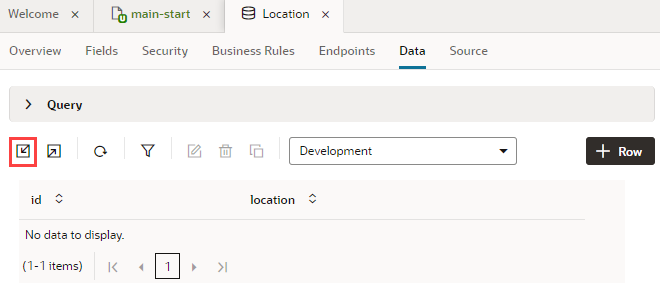 Welcome main-start Location
Overview Fields Security Business Rules Endpoints Data Source
Query
Development Row
id location
No data to display.
(1-1 items) 1